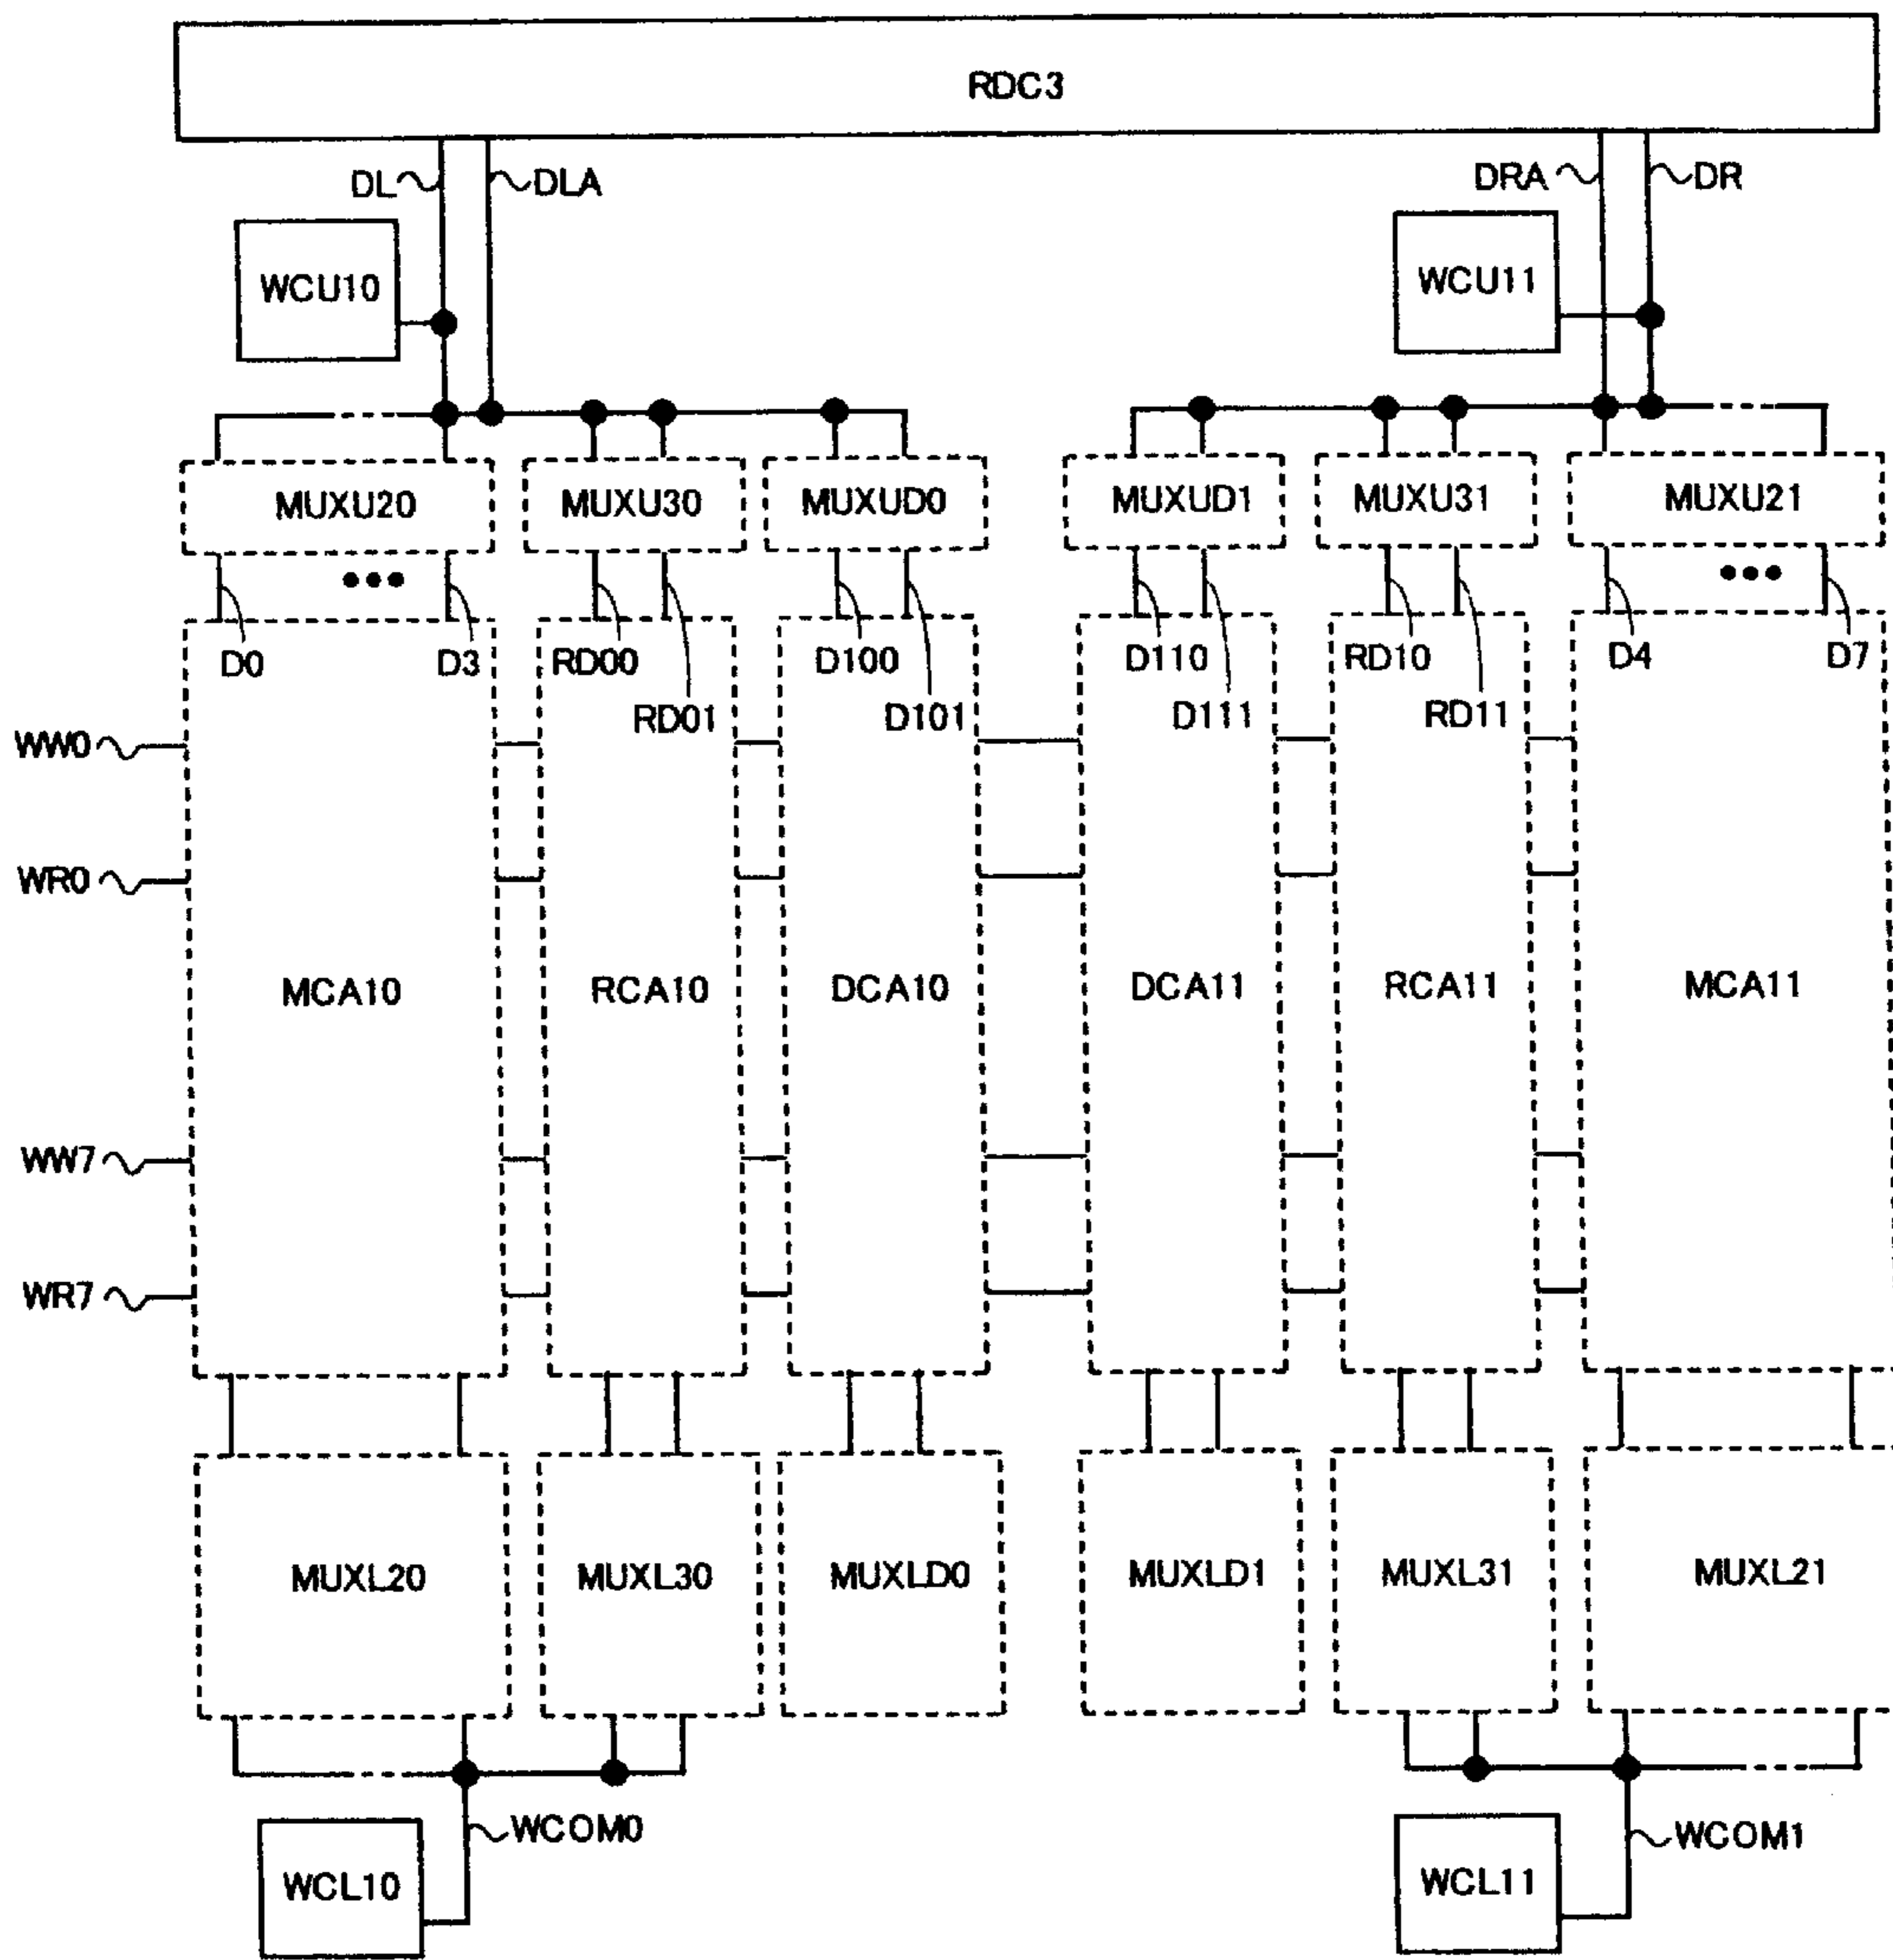 RDC3
DL
DLA
DRA
DR
WCU10
WCU11
MUXU20
MUXU30
MUXUD0
MUXUD1
MUXU31
MUXU21
D0
D3
RD00
D100
D110
RD10
D4
D7
RD01
D101
D111
RD11
WW0
WR0
MCA10
RCA10
DCA10
DCA11
RCA11
MCA11
WW7
WR7
MUXL20
MUXL30
MUXLD0
MUXLD1
MUXL31
MUXL21
WCOM0
WCOM1
WCL10
WCL11